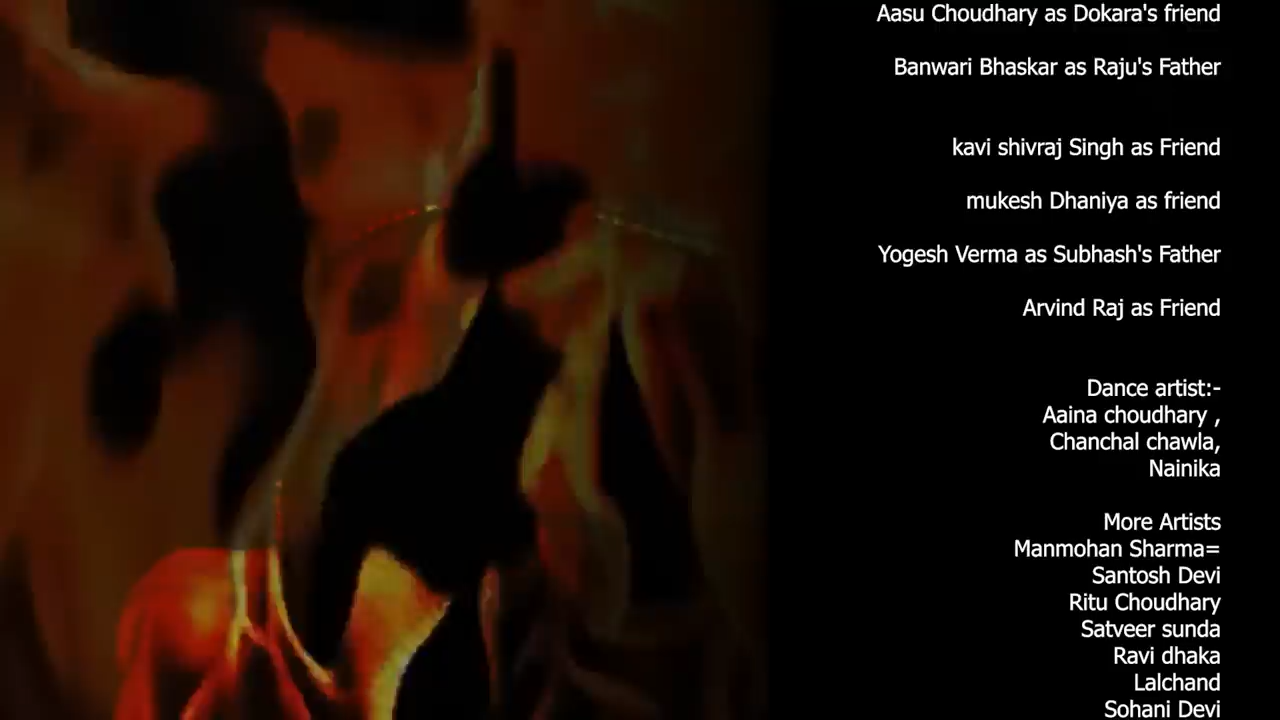 Aasu Choudhary as Dokara's friend
Banwari Bhaskar as Raju's Father
kavi shivraj Singh as Friend
mukesh Dhaniya as friend
Yogesh Verma as Subhash's Father
Arvind Raj as Friend
Dance artist:-
Aaina choudhary ,
Chanchal chawla,
Nainika
More Artists
Manmohan Sharma=
Santosh Devi
Ritu Choudhary
Satveer sunda
Ravi dhaka
Lalchand
Sohani Devi